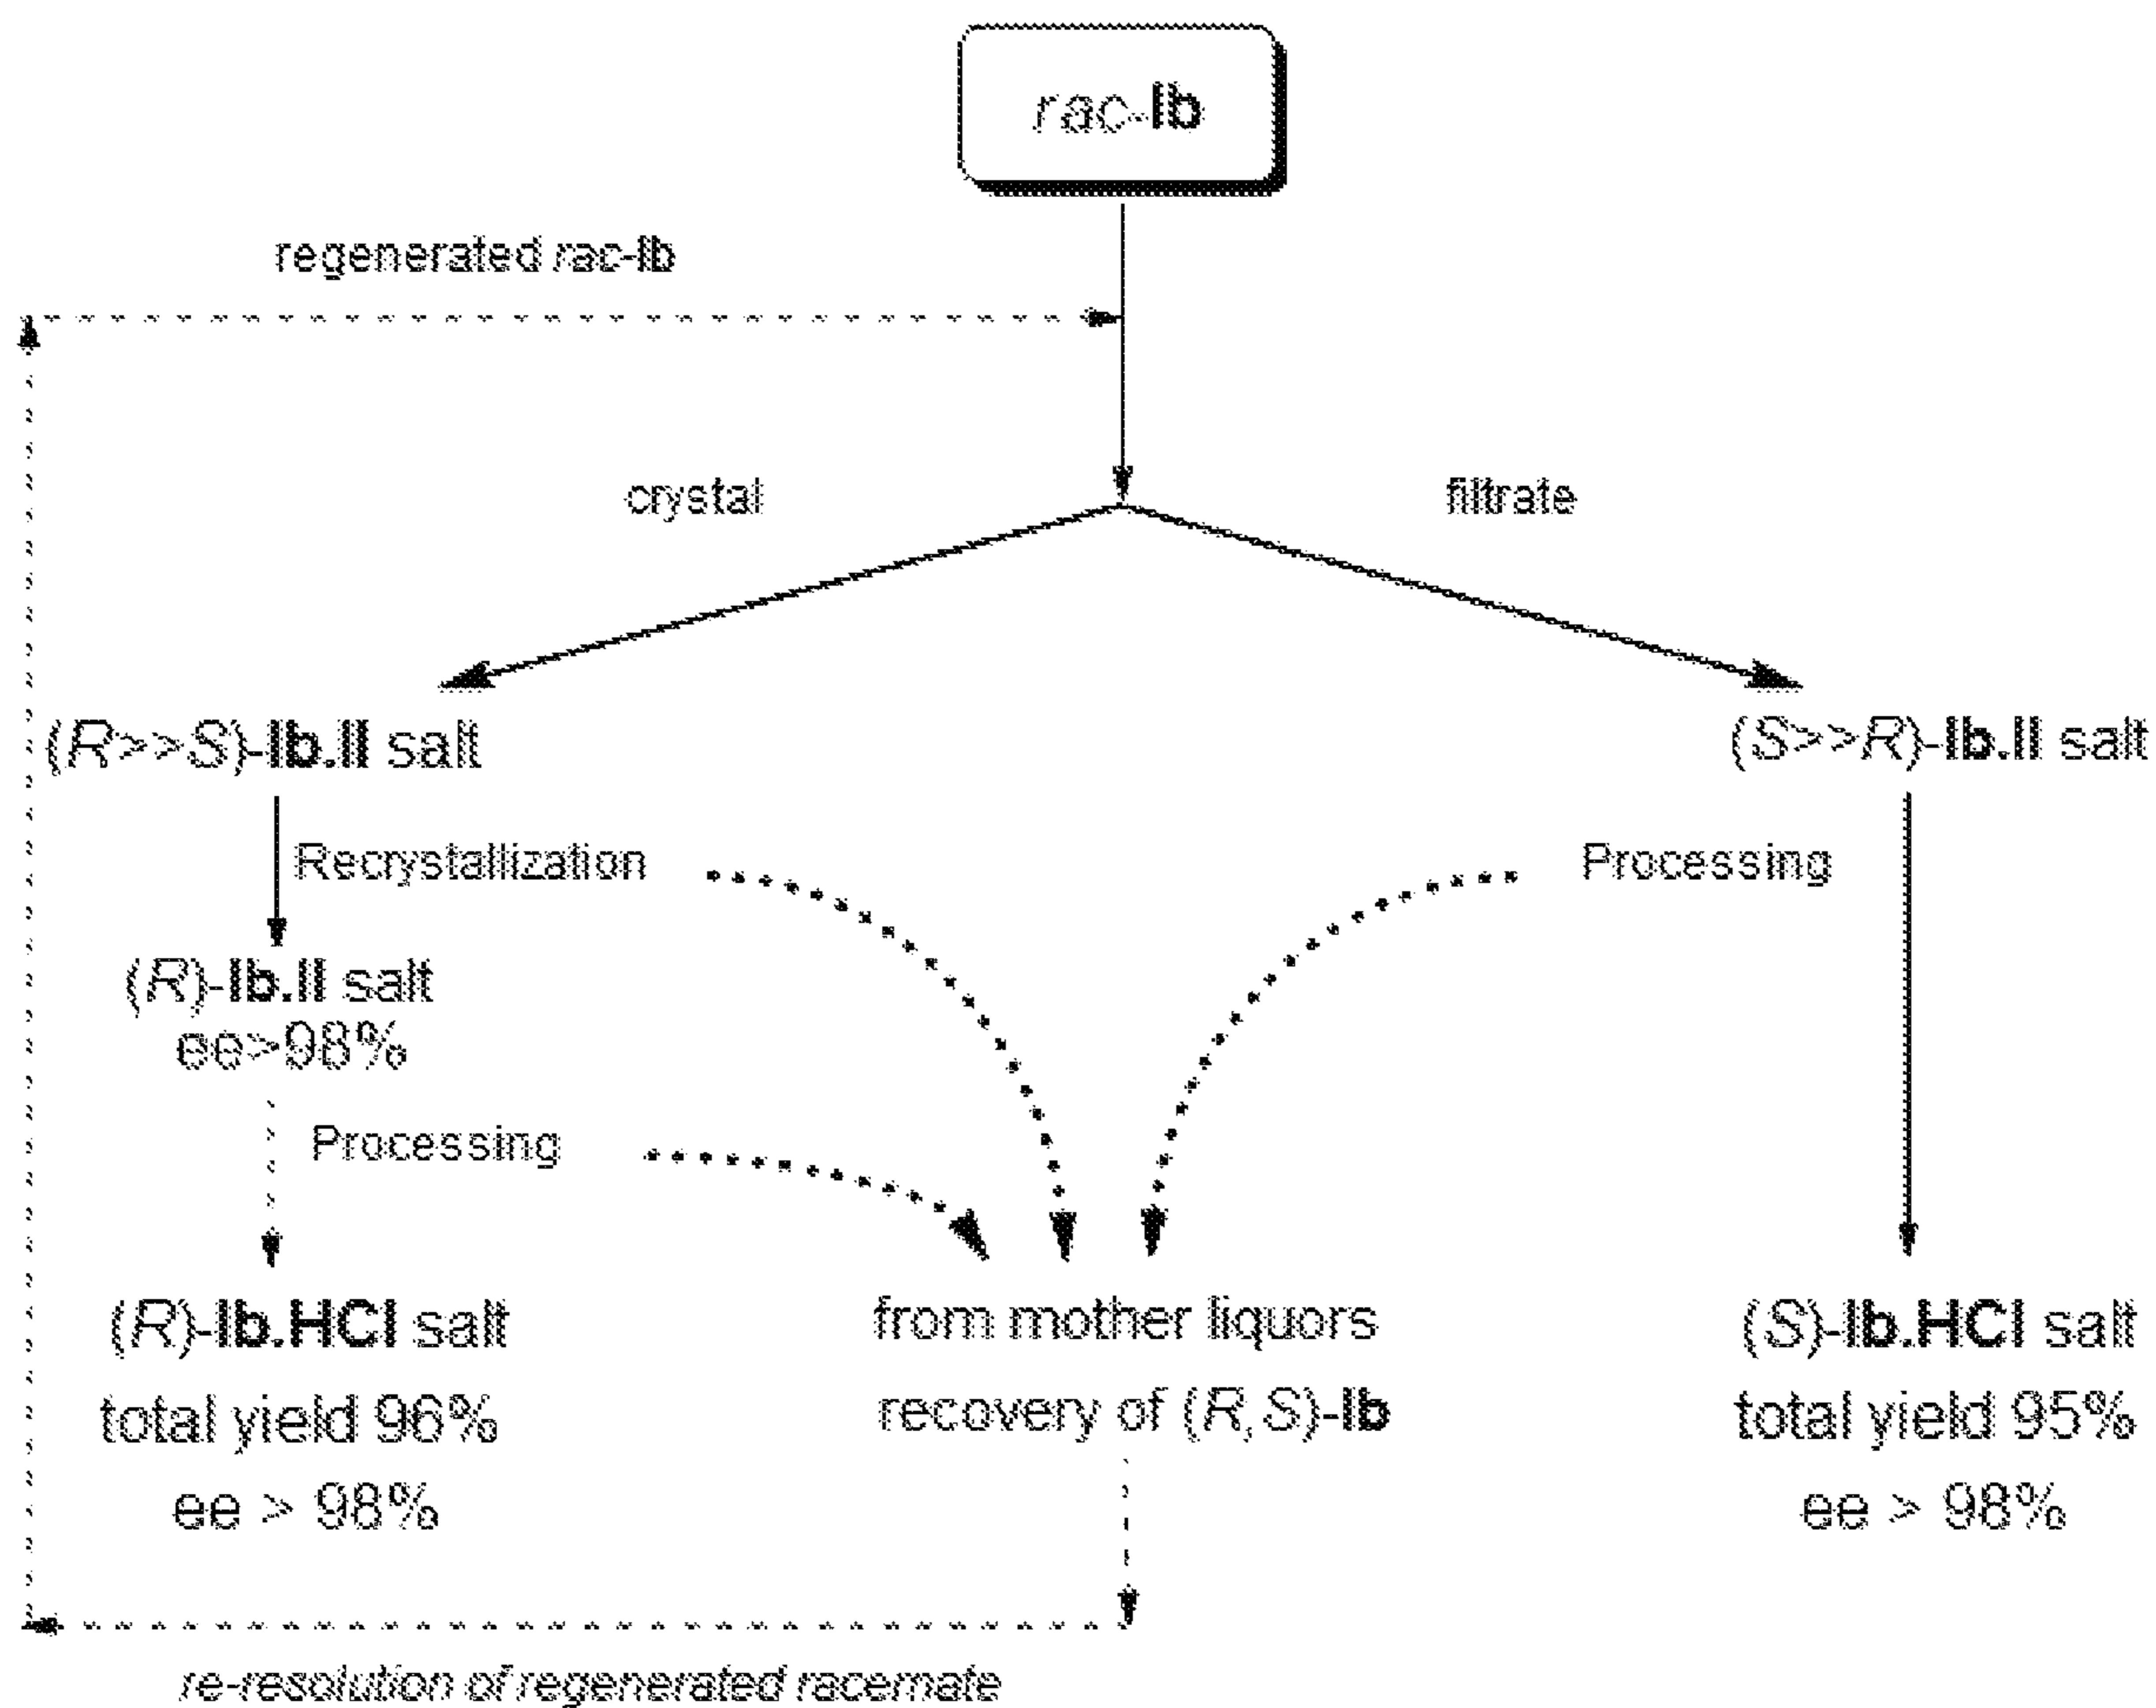 rac-Ib
regenerated rac-Ib
crystal
filtrate
(R>>S)-Ib.II salt
(S>>R)-Ib.II salt
Recrystallization
Processing
(R)-Ib.II salt
ee>98%
Processing
(R)-Ib.HCl salt
total yield 96%
ee > 98%
from mother liquors
recovery of (R,S)-Ib
(S)-Ib.HCl salt
total yield 95%
ee > 98%
re-resolution of regenerated racemate